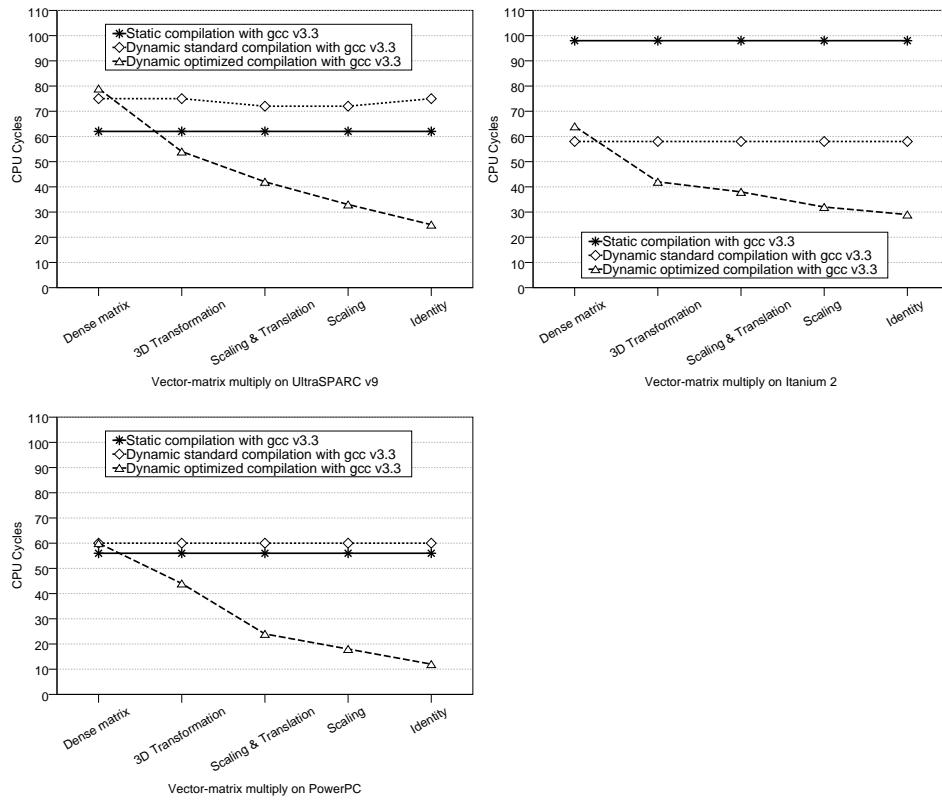 110
100
90
80
70
60
50
40
30
20
10
0
CPU Cycles
Static compilation with gcc v3.3
Dynamic standard compilation with gcc v3.3
Dynamic optimized compilation with gcc v3.3
Dense matrix
3D Transformation
Scaling & Translation
Scaling
Identity
Vector-matrix multiply on UltraSPARC v9
110
100
90
80
70
60
50
40
30
20
10
0
CPU Cycles
Static compilation with gcc v3.3
Dynamic standard compilation with gcc v3.3
Dynamic optimized compilation with gcc v3.3
Dense matrix
3D Transformation
Scaling & Translation
Scaling
Identity
Vector-matrix multiply on Itanium 2
110
100
90
80
70
60
50
40
30
20
10
0
CPU Cycles
Static compilation with gcc v3.3
Dynamic standard compilation with gcc v3.3
Dynamic optimized compilation with gcc v3.3
Dense matrix
3D Transformation
Scaling & Translation
Scaling
Identity
Vector-matrix multiply on PowerPC